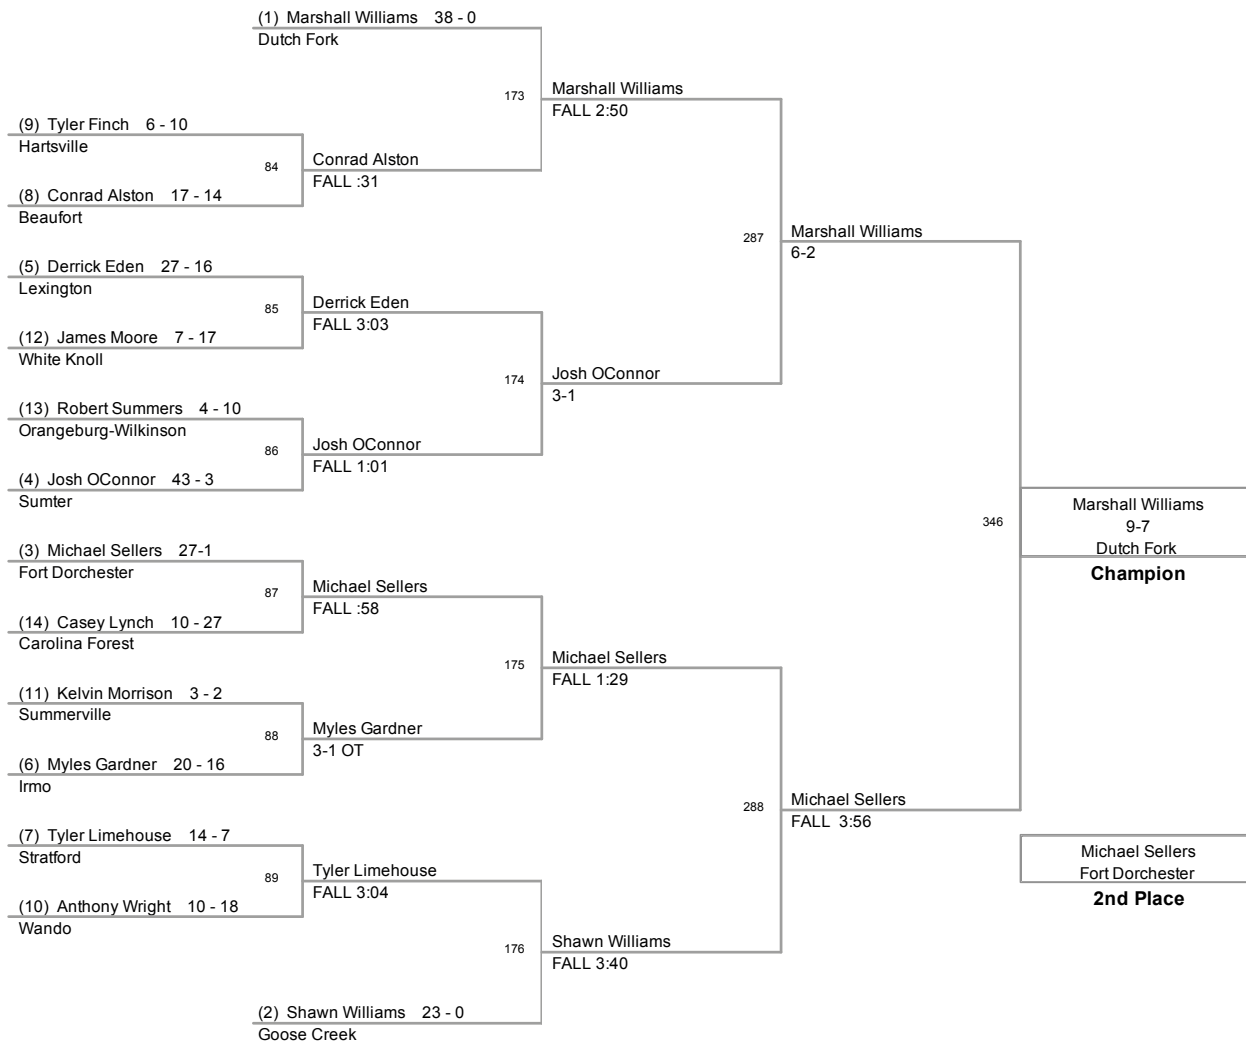 (1) Marshall Williams 38 - 0
Dutch Fork
173
Marshall Williams
FALL 2:50
(9) Tyler Finch 6 - 10
Hartsville
84
Conrad Alston
FALL :31
(8) Conrad Alston 17 - 14
Beaufort
287
Marshall Williams
6-2
(5) Derrick Eden 27 - 16
Lexington
85
Derrick Eden
FALL 3:03
(12) James Moore 7 - 17
White Knoll
174
Josh OConnor
3-1
(13) Robert Summers 4 - 10
Orangeburg-Wilkinson
86
Josh OConnor
FALL 1:01
(4) Josh OConnor 43 - 3
Sumter
346
Marshall Williams
9-7
Dutch Fork
Champion
(3) Michael Sellers 27-1
Fort Dorchester
87
Michael Sellers
FALL :58
(14) Casey Lynch 10 - 27
Carolina Forest
175
Michael Sellers
FALL 1:29
(11) Kelvin Morrison 3 - 2
Summerville
88
Myles Gardner
3-1 OT
(6) Myles Gardner 20 - 16
Irmo
288
Michael Sellers
FALL 3:56
(7) Tyler Limehouse 14 - 7
Stratford
89
Tyler Limehouse
FALL 3:04
(10) Anthony Wright 10 - 18
Wando
Michael Sellers
Fort Dorchester
2nd Place
176
Shawn Williams
FALL 3:40
(2) Shawn Williams 23 - 0
Goose Creek